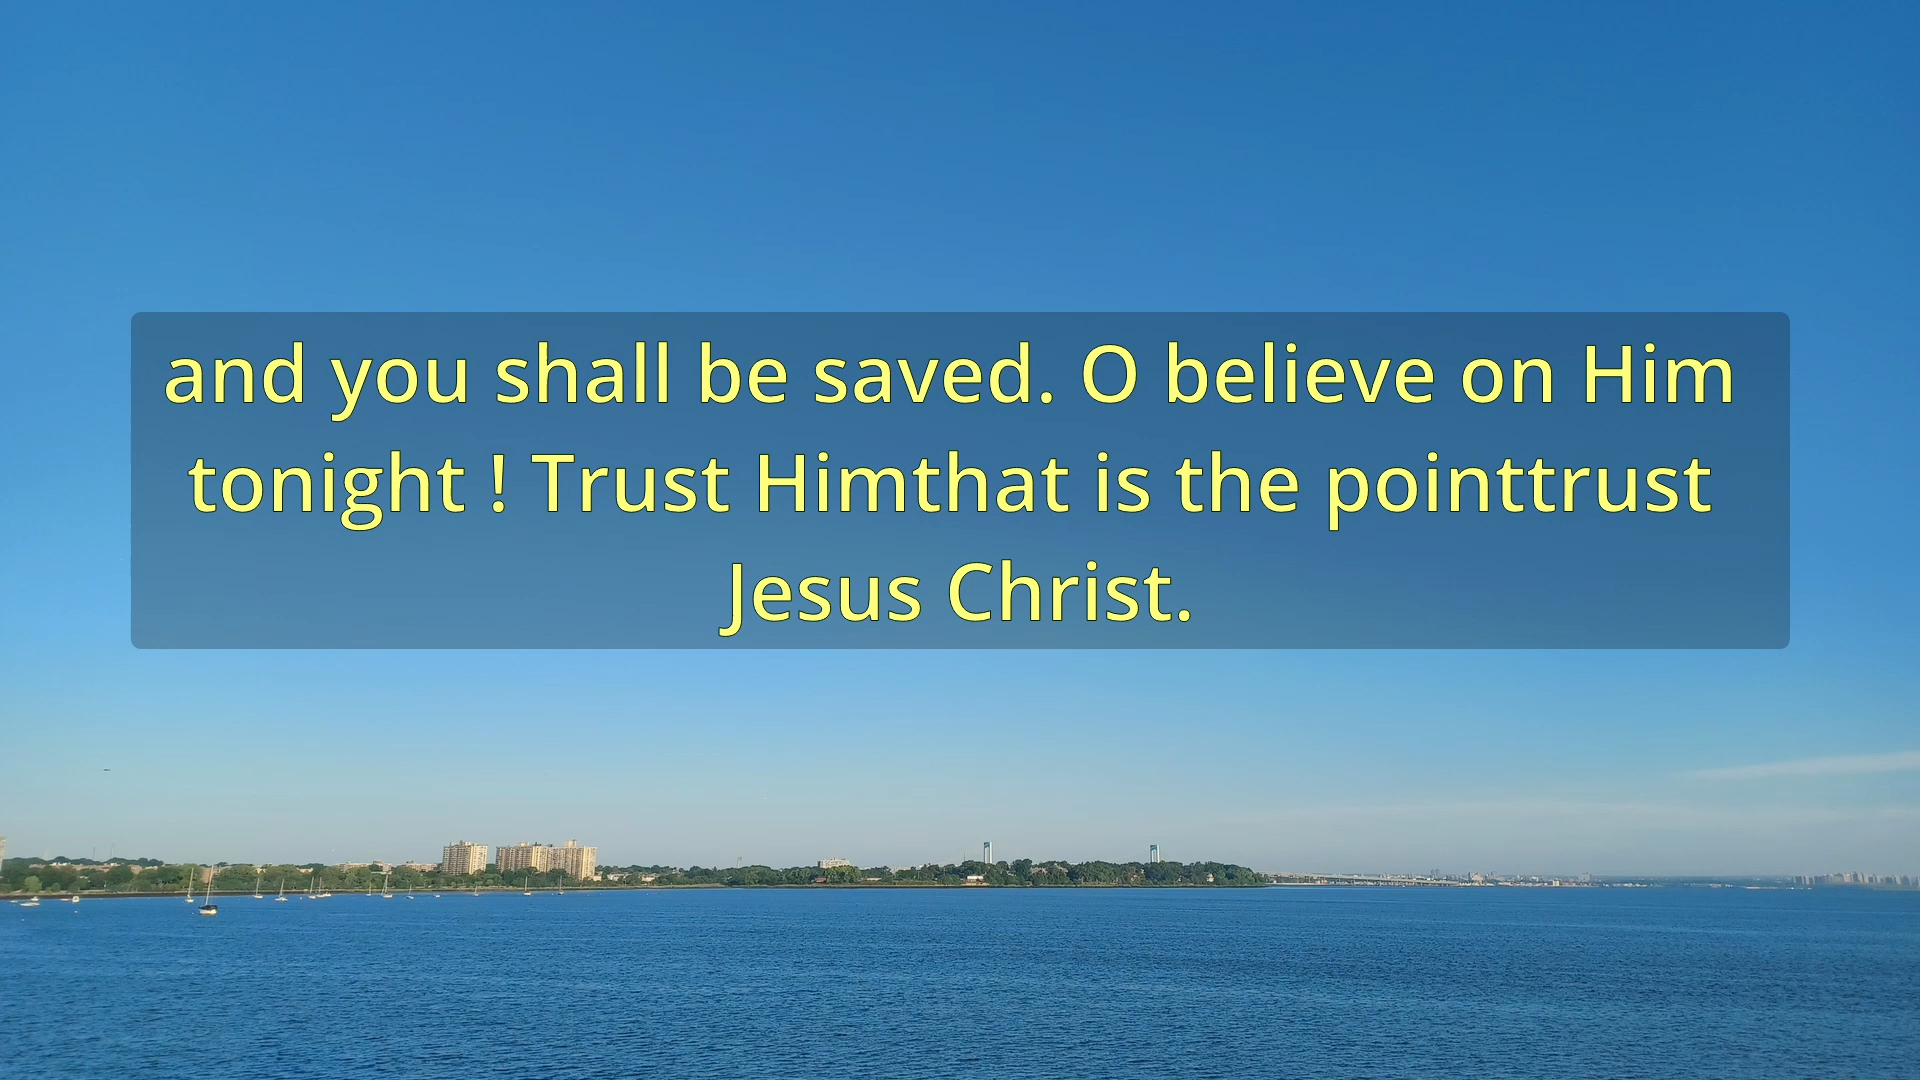 and you shall be saved. O believe on Him
tonight ! Trust Himthat is the pointtrust
Jesus Christ.